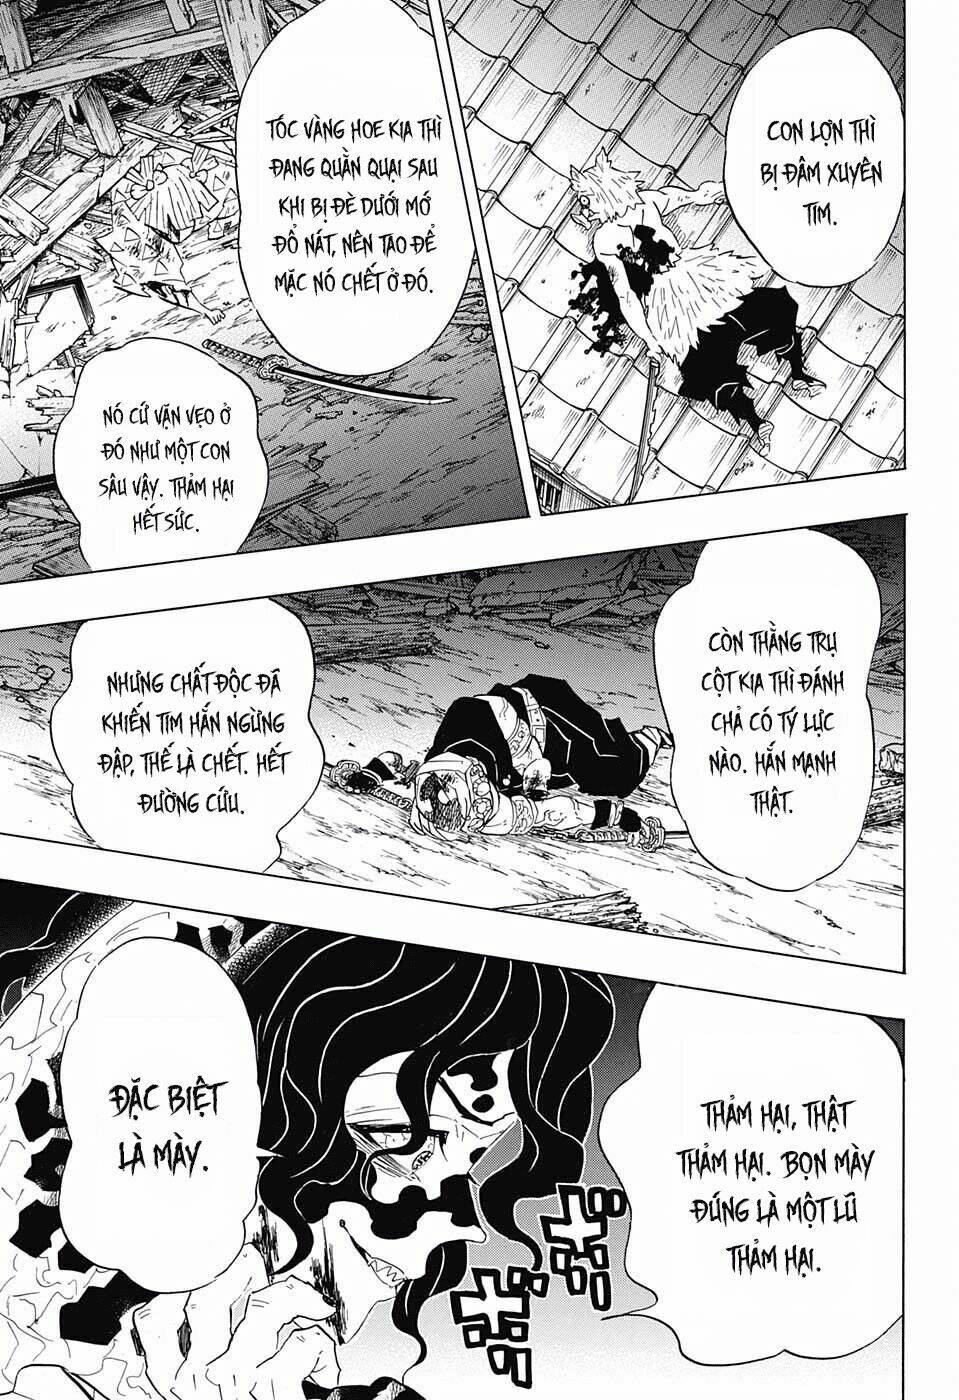 CON LỢN THÌ
BỊ ĐÂM XUYÊN
TIM.
TÓC VÀNG HOE KIA THÌ
ĐANG QUẰN QUẠI SAU
KHI BỊ ĐÈ DƯỚI MỚ
ĐỔ NÁT, NÊN TAO ĐỂ
MẶC NÓ CHẾT Ở ĐÓ.
NÓ CỨ VẶN VẸO Ở
ĐÓ NHƯ MỘT CON
SÂU VẬY. THẢM HẠI
HẾT SỨC.
CÒN THẰNG TRỤ
CỘT KIA THÌ ĐÁNH
CHẢ CÓ TÝ LỰC
NÀO. HẮN MẠNH
THẬT.
NHƯNG CHẤT ĐỘC ĐÃ
KHIẾN TIM HẮN NGỪNG
ĐẬP, THẾ LÀ CHẾT. HẾT
ĐƯỜNG CỨU.
THẢM HẠI, THẬT
THẢM HẠI. BỌN MÀY
ĐÚNG LÀ MỘT LŨ
THẢM HẠI.
ĐẶC BIỆT
LÀ MÀY.